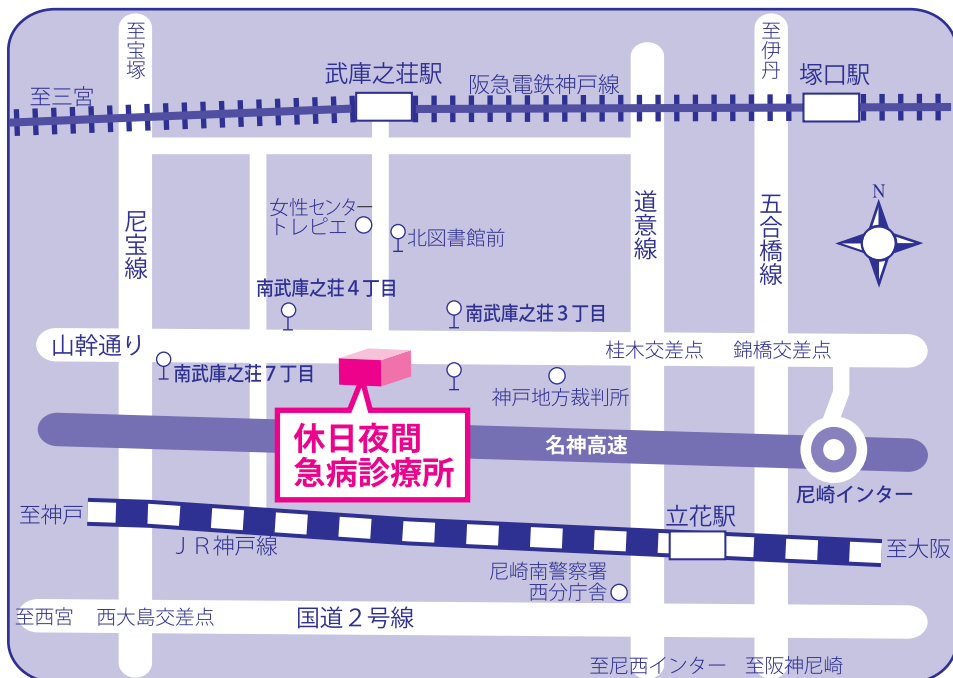 至宝塚
至伊丹
武庫之荘駅
阪急電鉄神戸線
塚口駅
至三宮
N
道意線
五合橋線
尼宝線
女性センター
トレピエ
北図書館前
南武庫之荘4丁目
南武庫之荘3丁目
山幹通り
桂木交差点
錦橋交差点
南武庫之荘7丁目
神戸地方裁判所
休日夜間
急病診療所
名神高速
尼崎インター
至神戸
立花駅
JR神戸線
至大阪
尼崎南警察署
西分庁舎
至西宮
西大島交差点
国道2号線
至尼西インター
至阪神尼崎